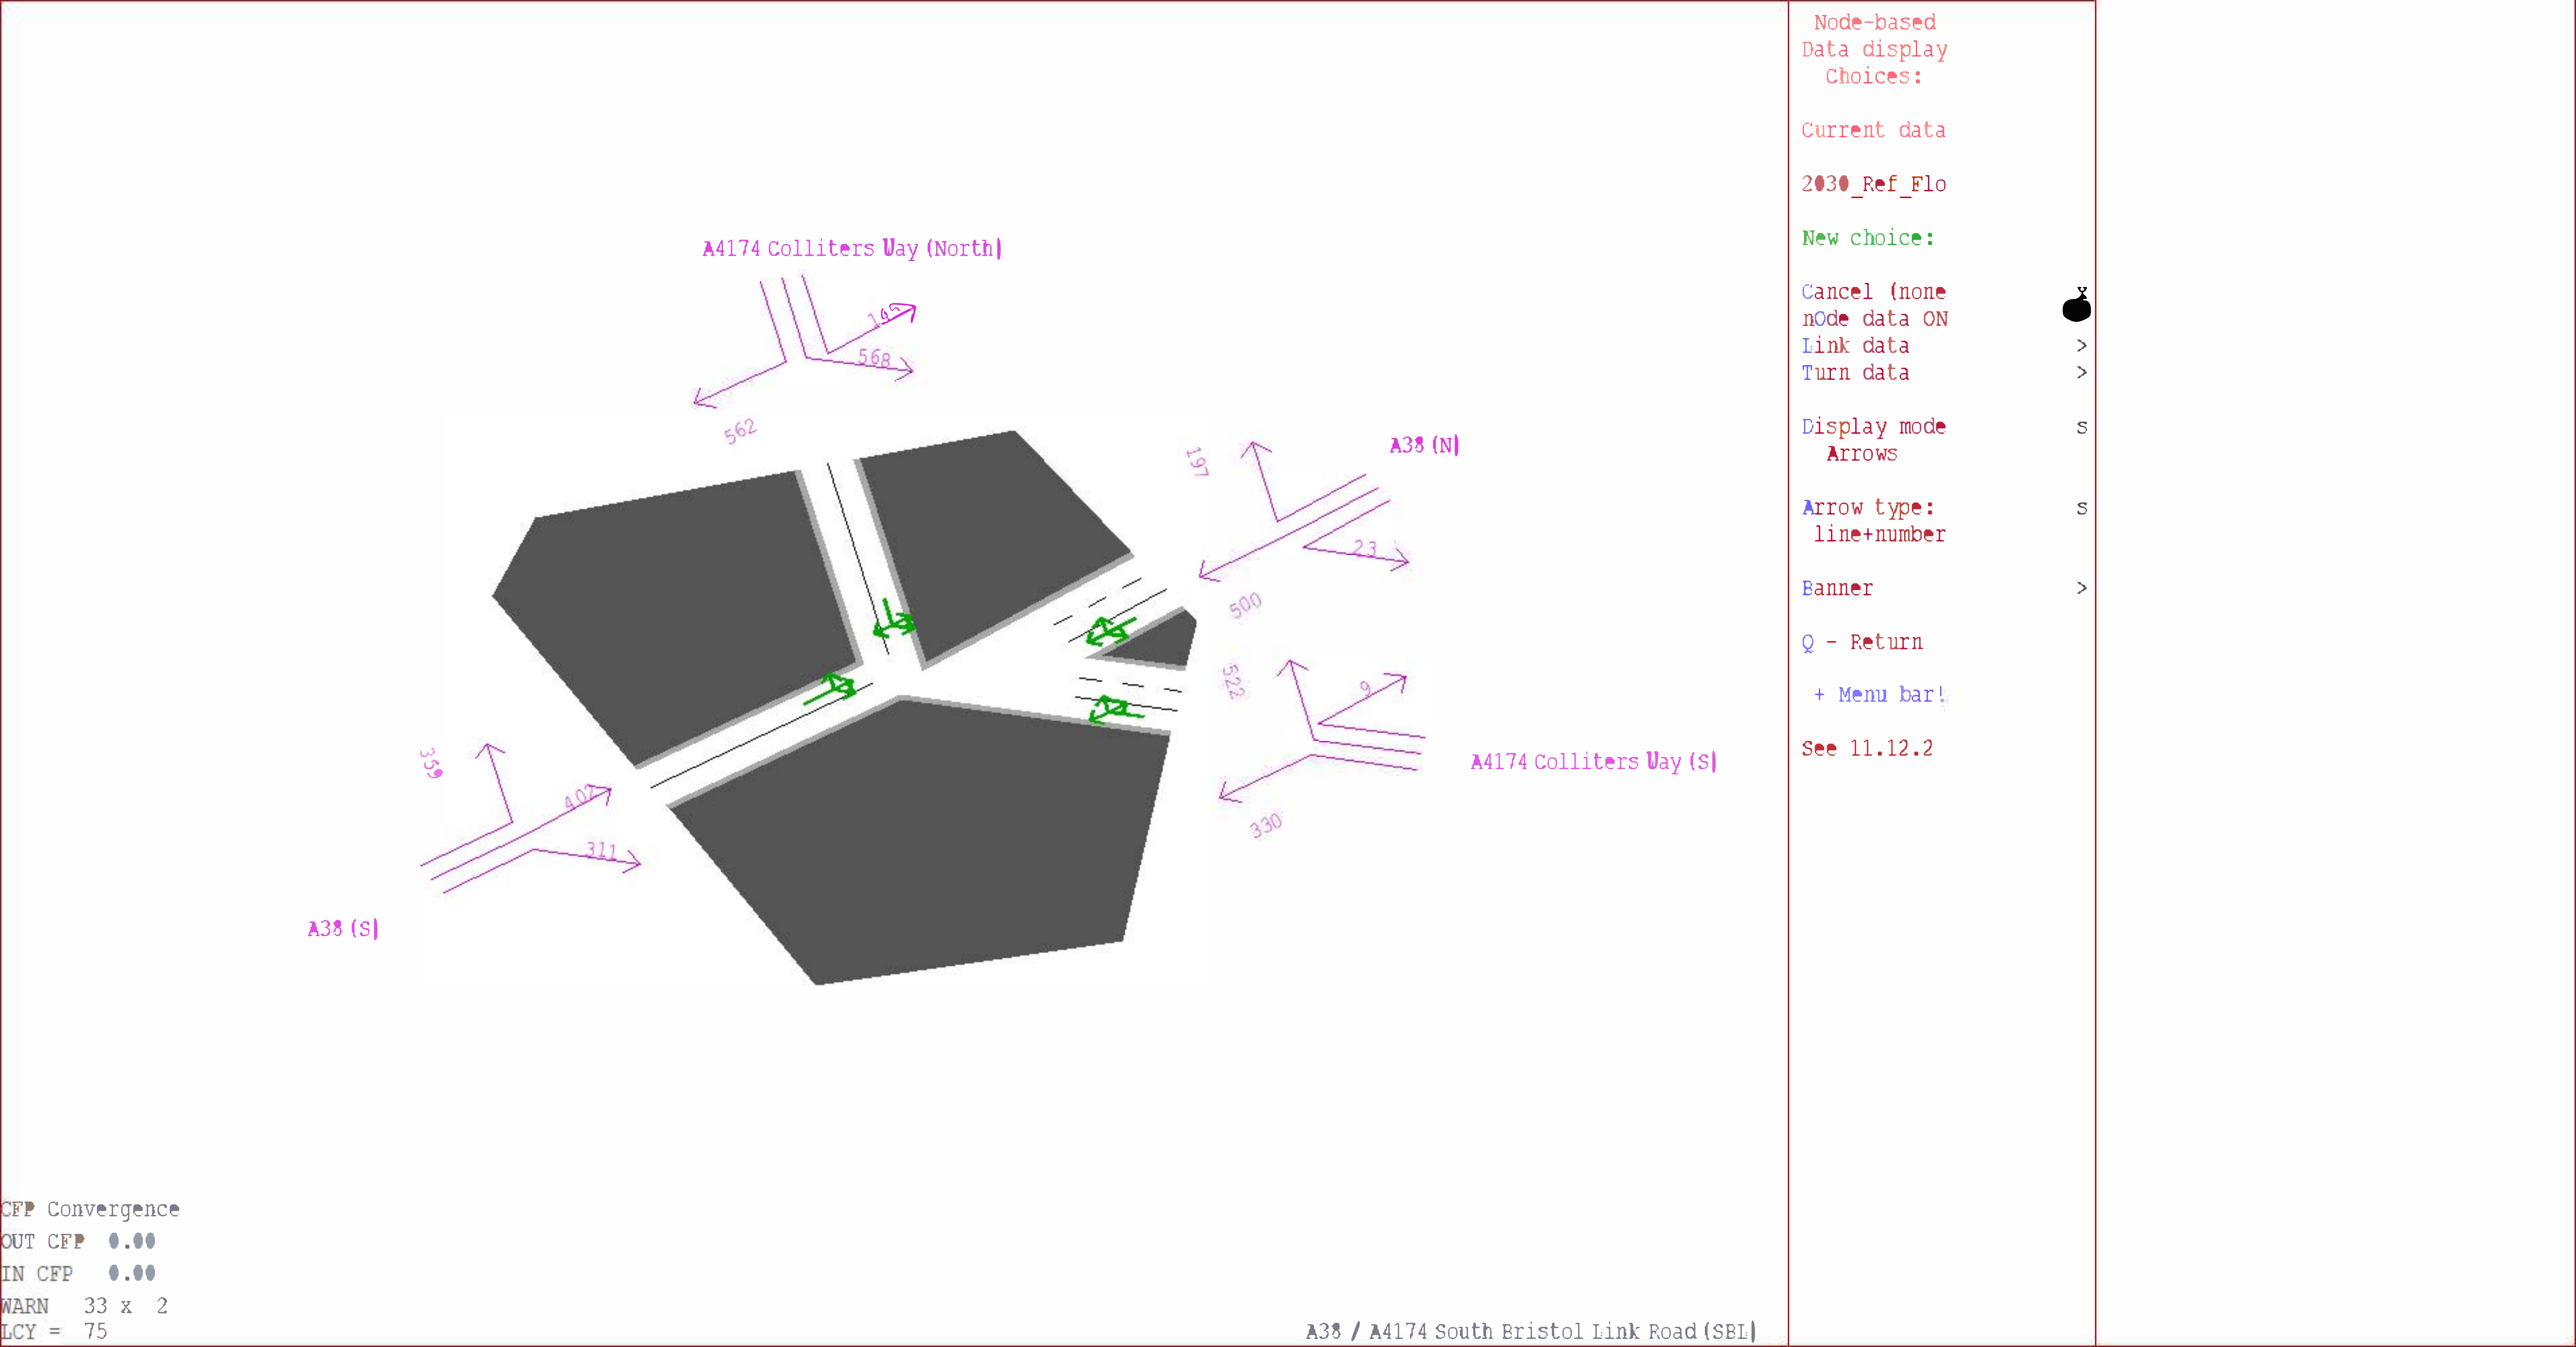 A4174 Colliters Way (North)
568
562
197
A38 (N)
23
500
522
9
A4174 Colliters Way (S)
330
359
402
311
A38 (S)
CFP Convergence
OUT CFP 0.00
IN CFP 0.00
WARN 33 x 2
LCY = 75
A38 / A4174 South Bristol Link Road (SBL)
Node-based
Data display
Choices:
Current data
2030_Ref_Flo
New choice:
Cancel (none x
nOde data ON
Link data >
Turn data >
Display mode s
Arrows
Arrow type: s
line+number
Banner >
Q - Return
+ Menu bar!
See 11.12.2